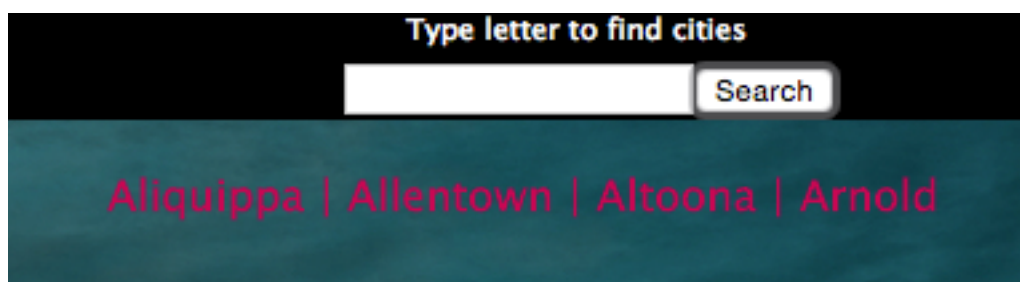 Type letter to find cities
Search
Aliquippa | Allentown | Altoona | Arnold